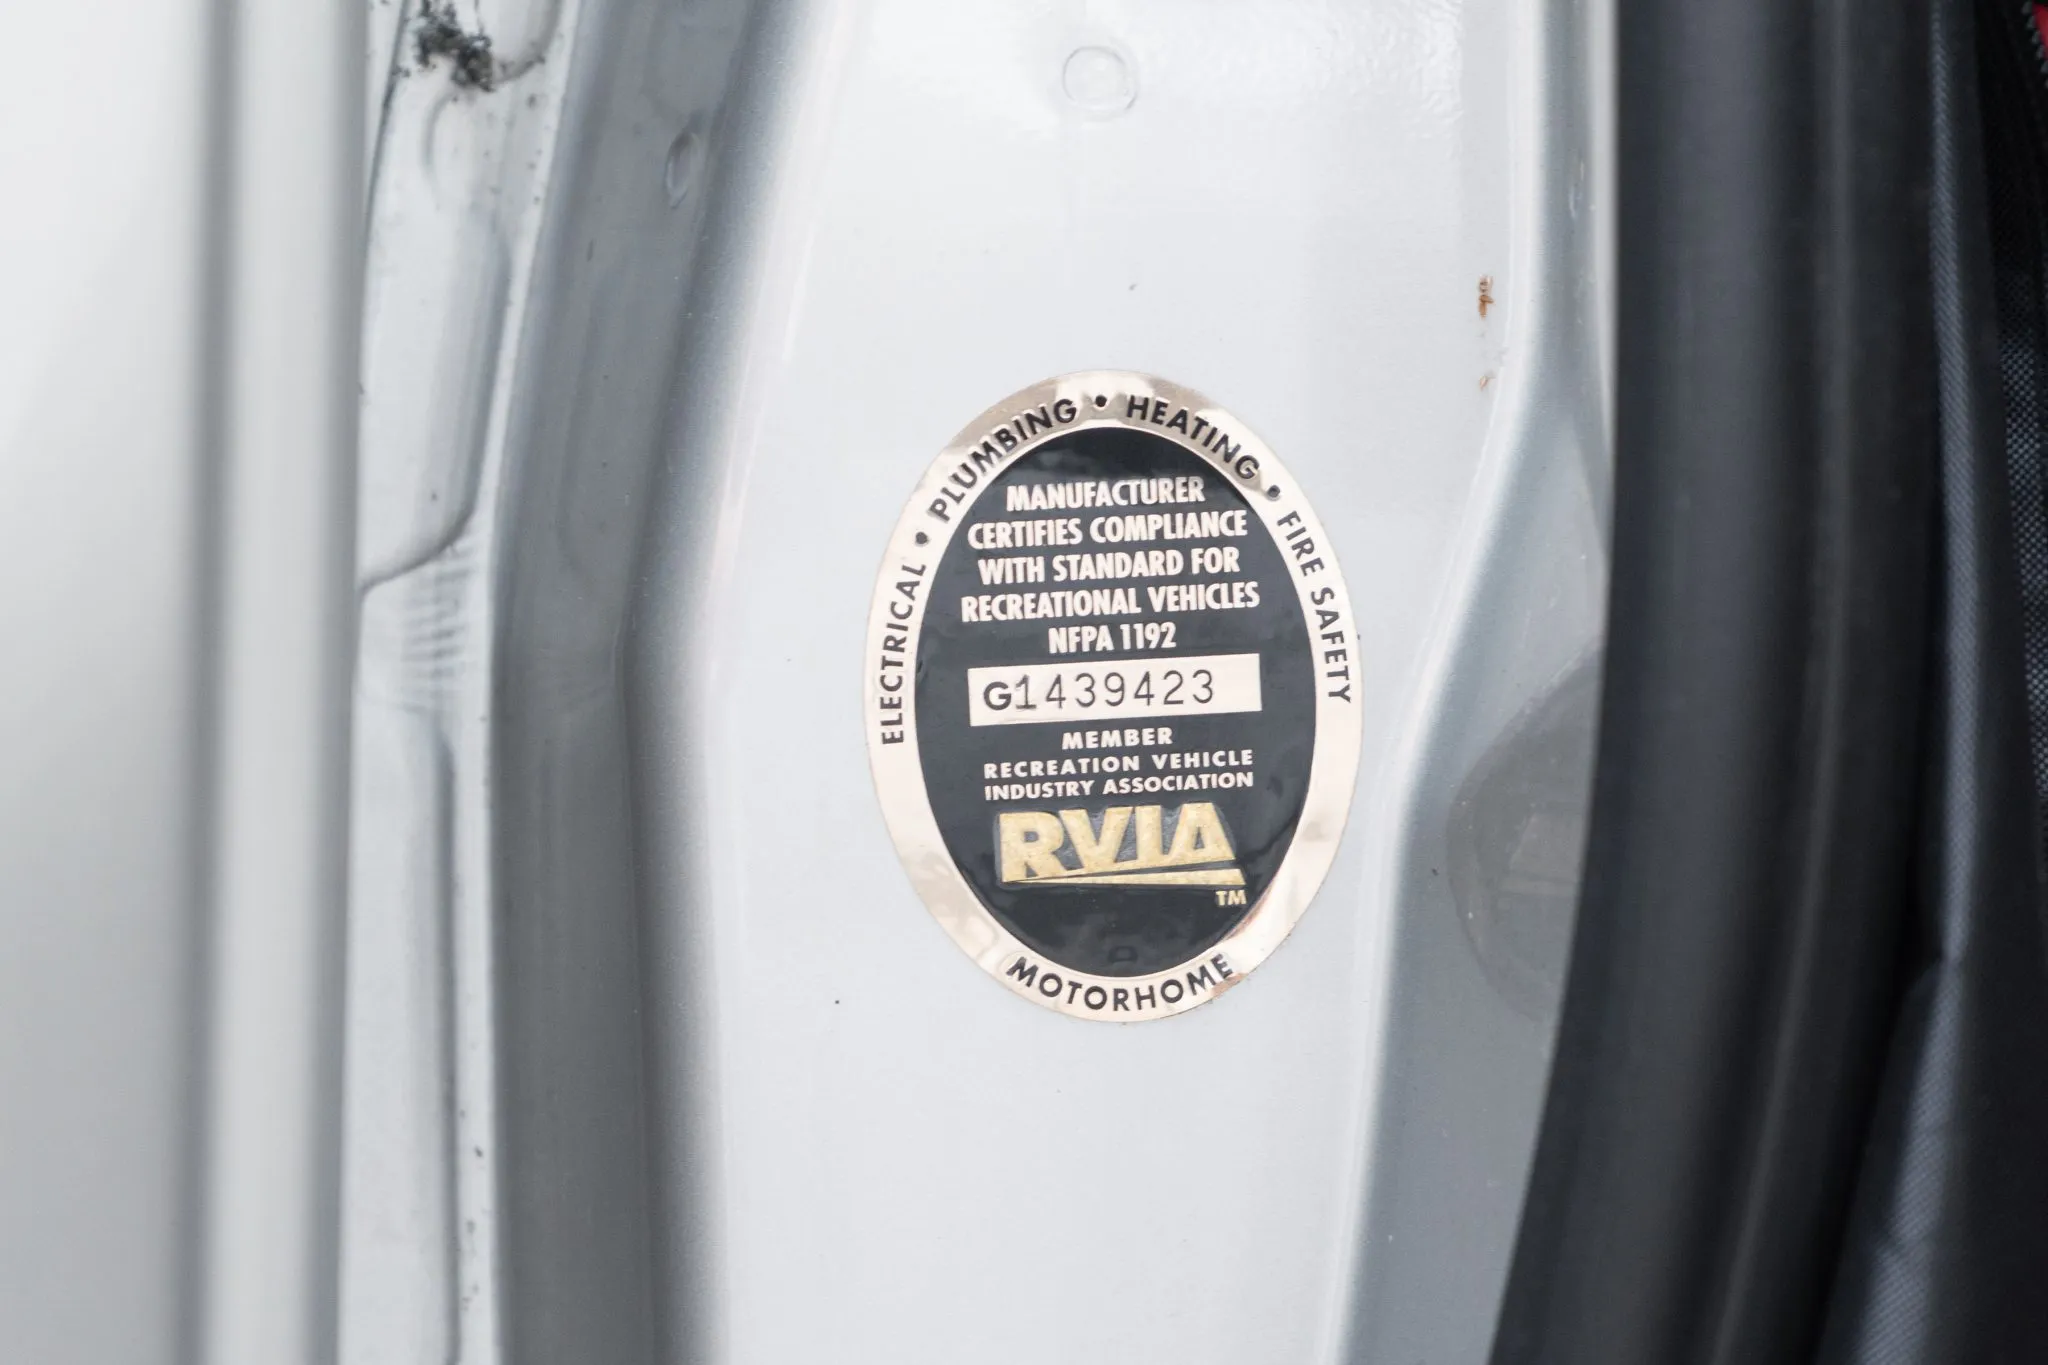 ELECTRICAL • PLUMBING • HEATING • FIRE SAFETY
MANUFACTURER
CERTIFIES COMPLIANCE
WITH STANDARD FOR
RECREATIONAL VEHICLES
NFPA 1192
G1439423
MEMBER
RECREATION VEHICLE
INDUSTRY ASSOCIATION
RVIA
TM
MOTORHOME